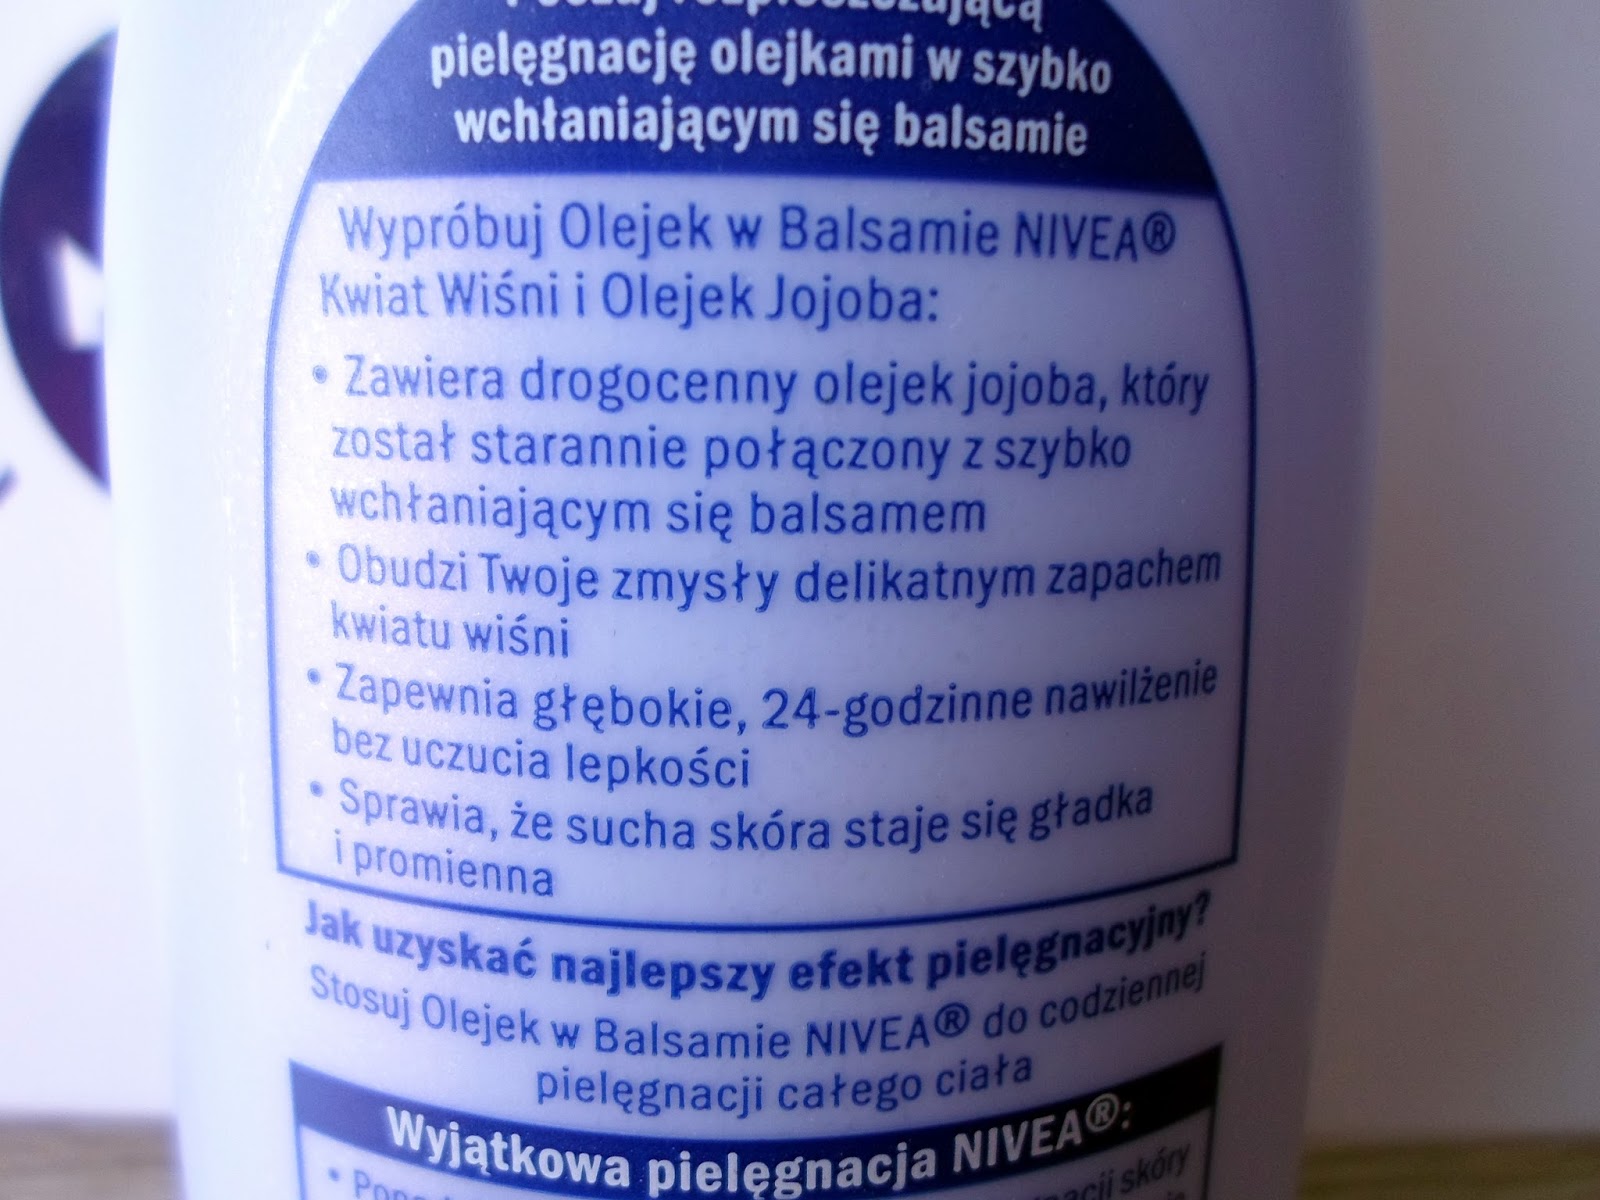 pielęgnację olejkami w szybko
wchłaniającym się balsamie
Wypróbuj Olejek w Balsamie NIVEA®
Kwiat Wiśni i Olejek Jojoba:
• Zawiera drogocenny olejek jojoba, który
został starannie połączony z szybko
wchłaniającym się balsamem
• Obudzi Twoje zmysły delikatnym zapachem
kwiatu wiśni
• Zapewnia głębokie, 24-godzinne nawilżenie
bez uczucia lepkości
• Sprawia, że sucha skóra staje się gładka
i promienna
Jak uzyskać najlepszy efekt pielęgnacyjny?
Stosuj Olejek w Balsamie NIVEA® do codziennej
pielęgnacji całego ciała
Wyjątkowa pielęgnacja NIVEA®:
skóry